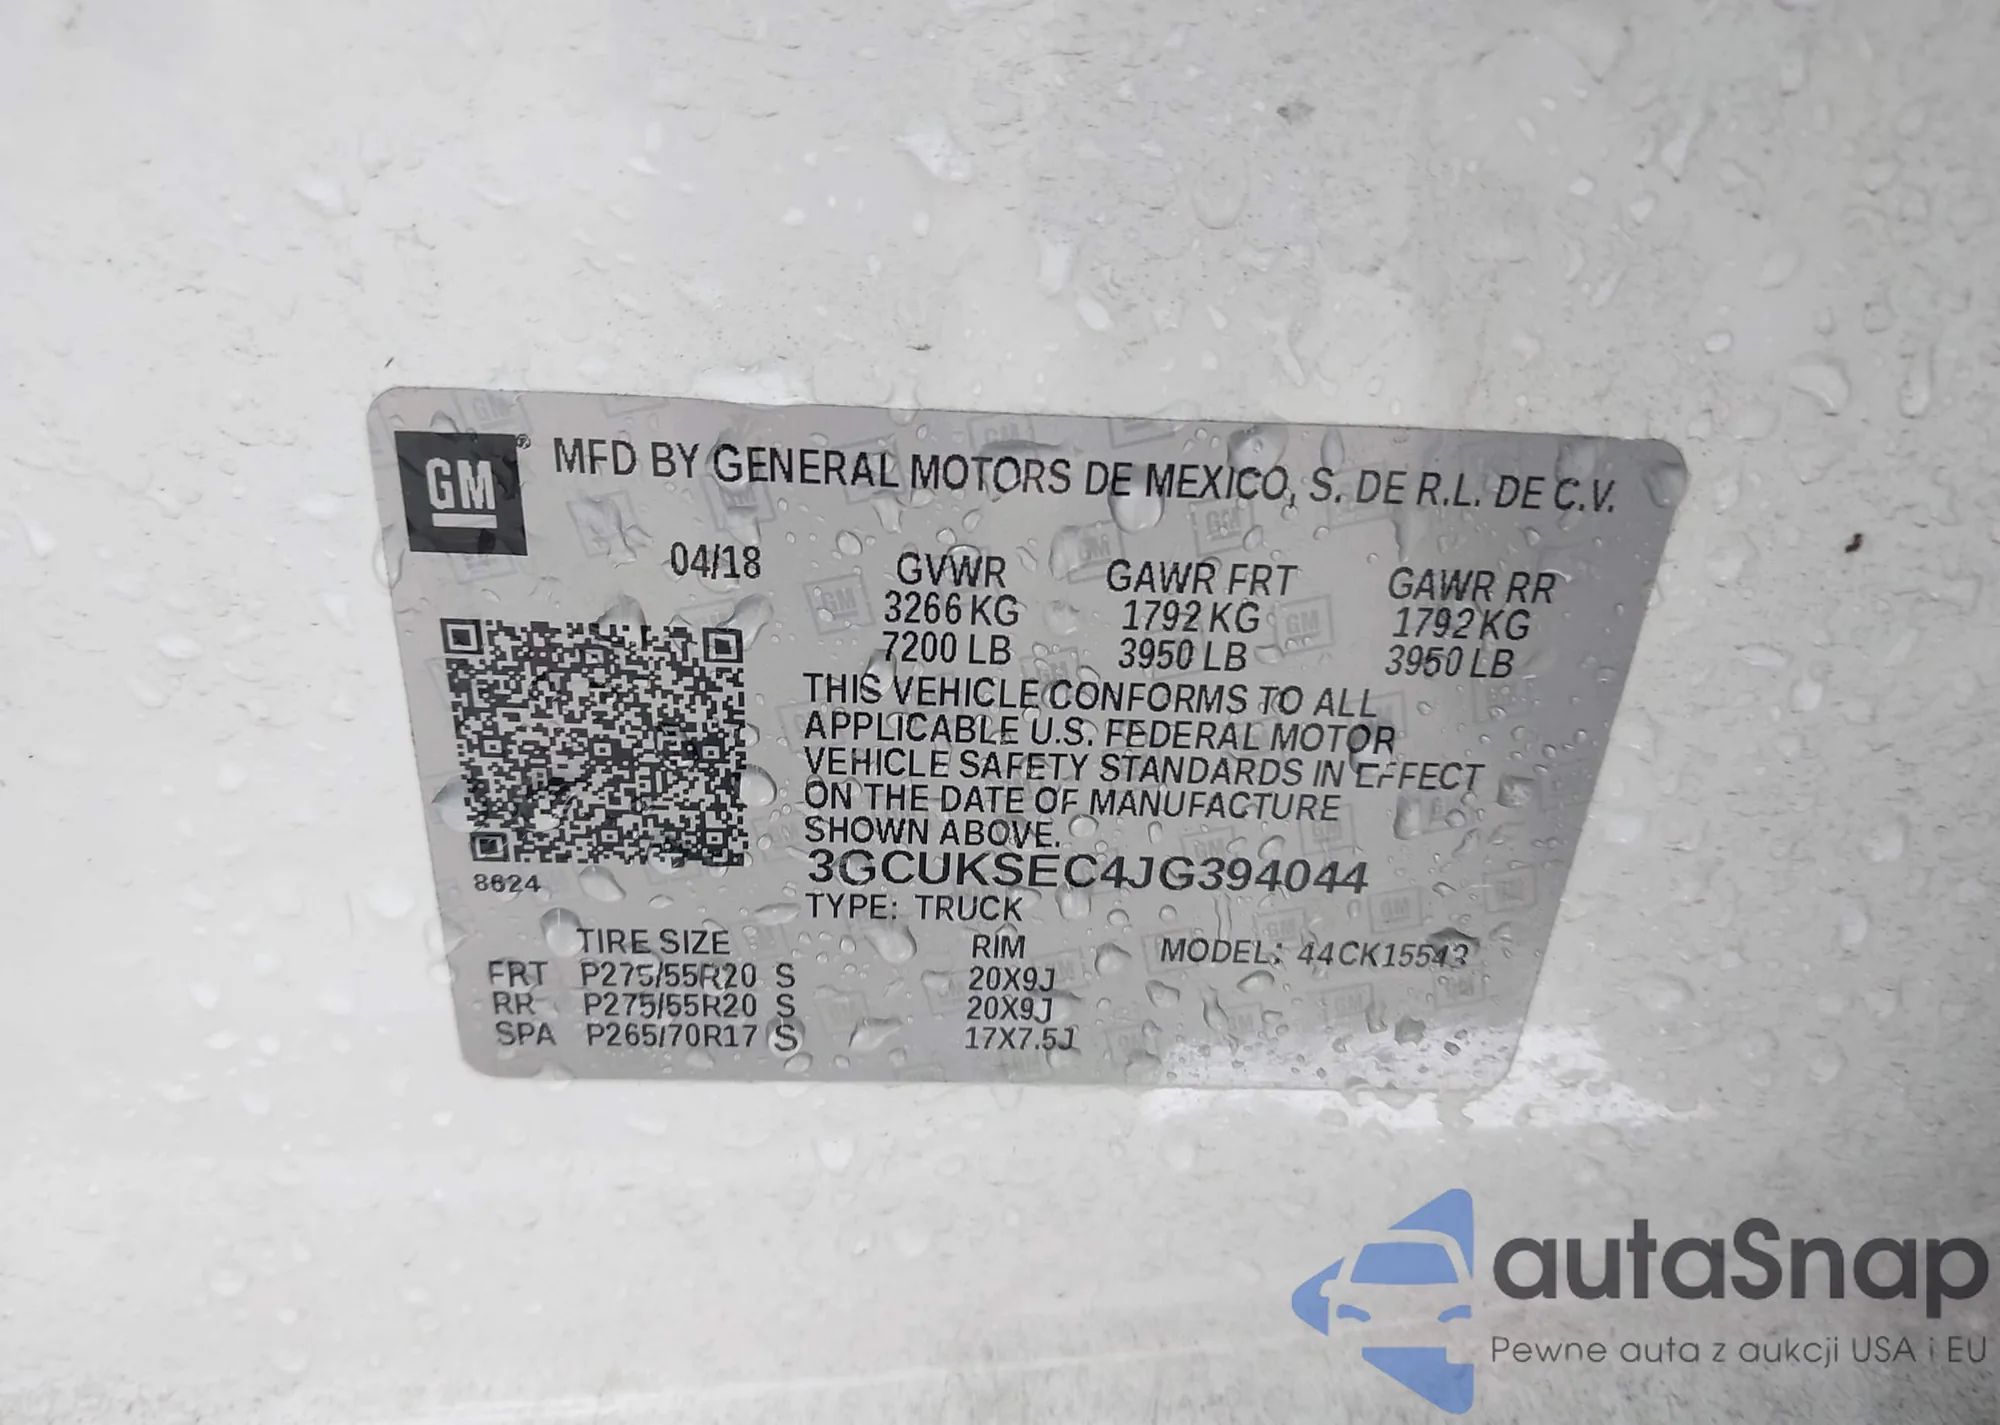 GM® MFD BY GENERAL MOTORS DE MEXICO, S. DE R.L. DE C.V.
04/18 GVWR GAWR FRT GAWR RR
3266 KG 1792 KG 1792 KG
7200 LB 3950 LB 3950 LB
THIS VEHICLE CONFORMS TO ALL
APPLICABLE U.S. FEDERAL MOTOR
VEHICLE SAFETY STANDARDS IN EFFECT
ON THE DATE OF MANUFACTURE
SHOWN ABOVE.
8624 3GCUKSEC4JG394044
TYPE: TRUCK
TIRE SIZE RIM MODEL: 44CK15543
FRT P275/55R20 S 20X9J
RR P275/55R20 S 20X9J
SPA P265/70R17 S 17X7.5J
autaSnap
Pewne auta z aukcji USA i EU